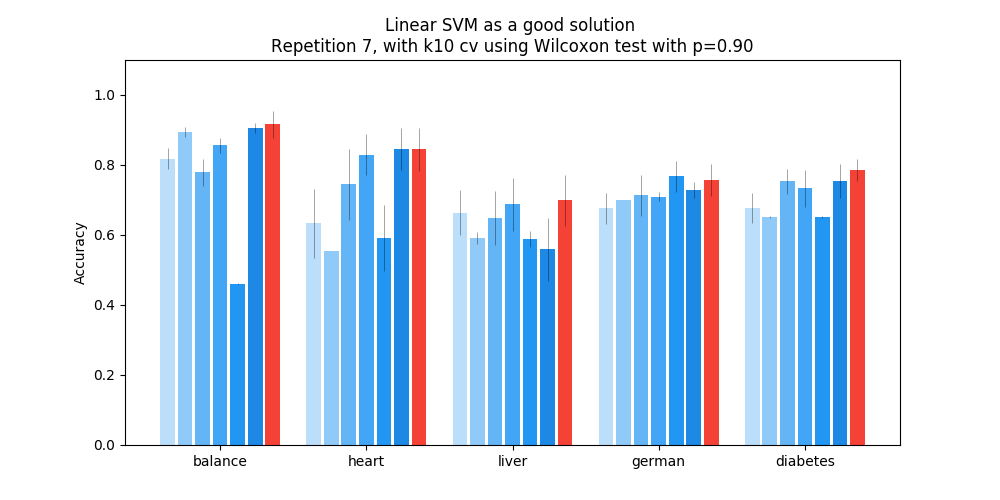 Linear SVM as a good solution
Repetition 7, with k10 cv using Wilcoxon test with p=0.90
Accuracy
1.0
0.8
0.6
0.4
0.2
0.0
balance heart liver german diabetes